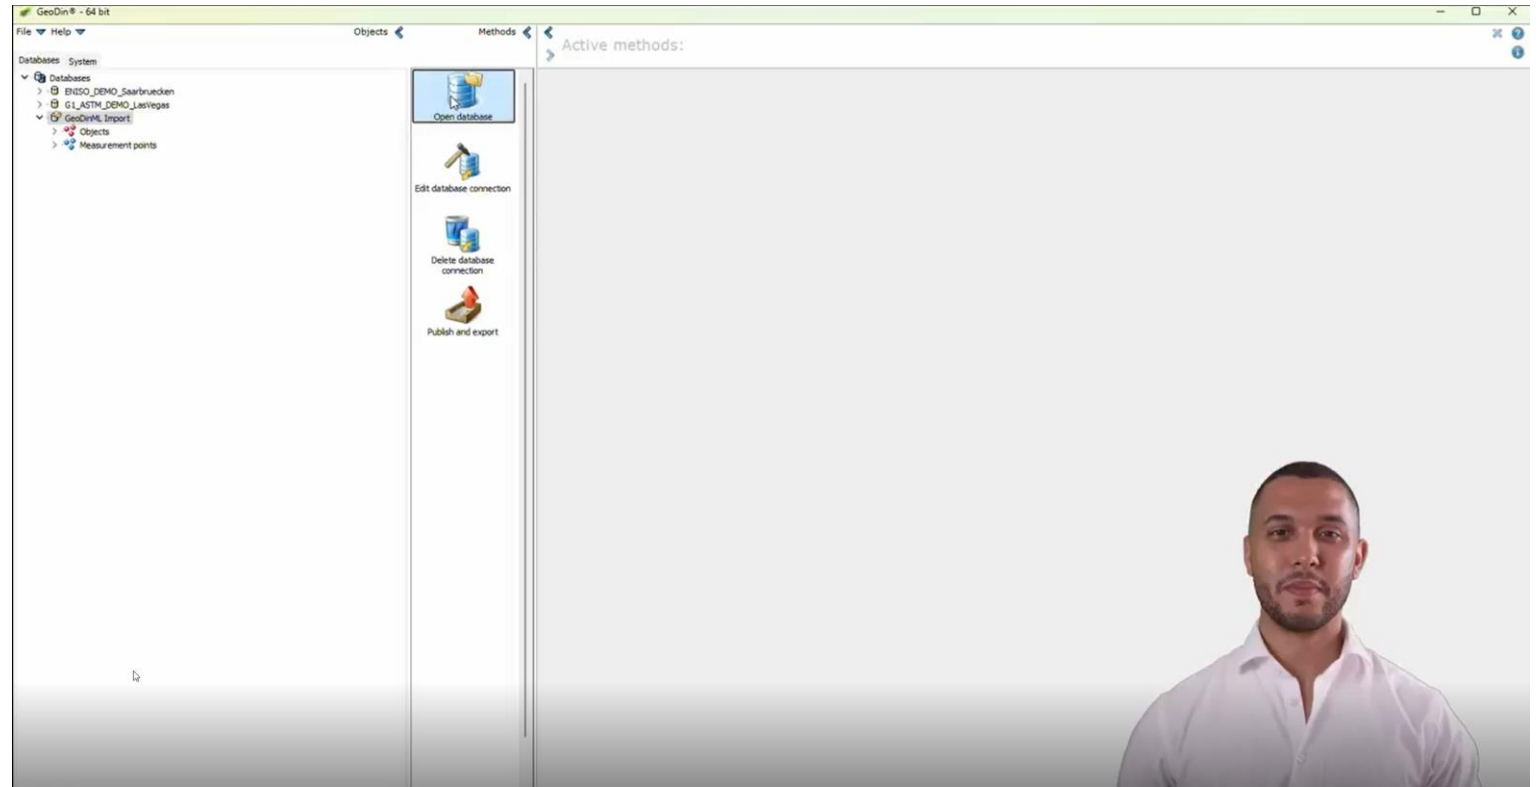 GeoDin® - 64 bit
File Help Objects Methods
Active methods:
Databases System
Databases
ENISO_DEMO_Saarbruecken
G1_ASTM_DEMO_LasVegas
GeoDinML Import
Objects
Measurement points
Open database
Edit database connection
Delete database
connection
Publish and export